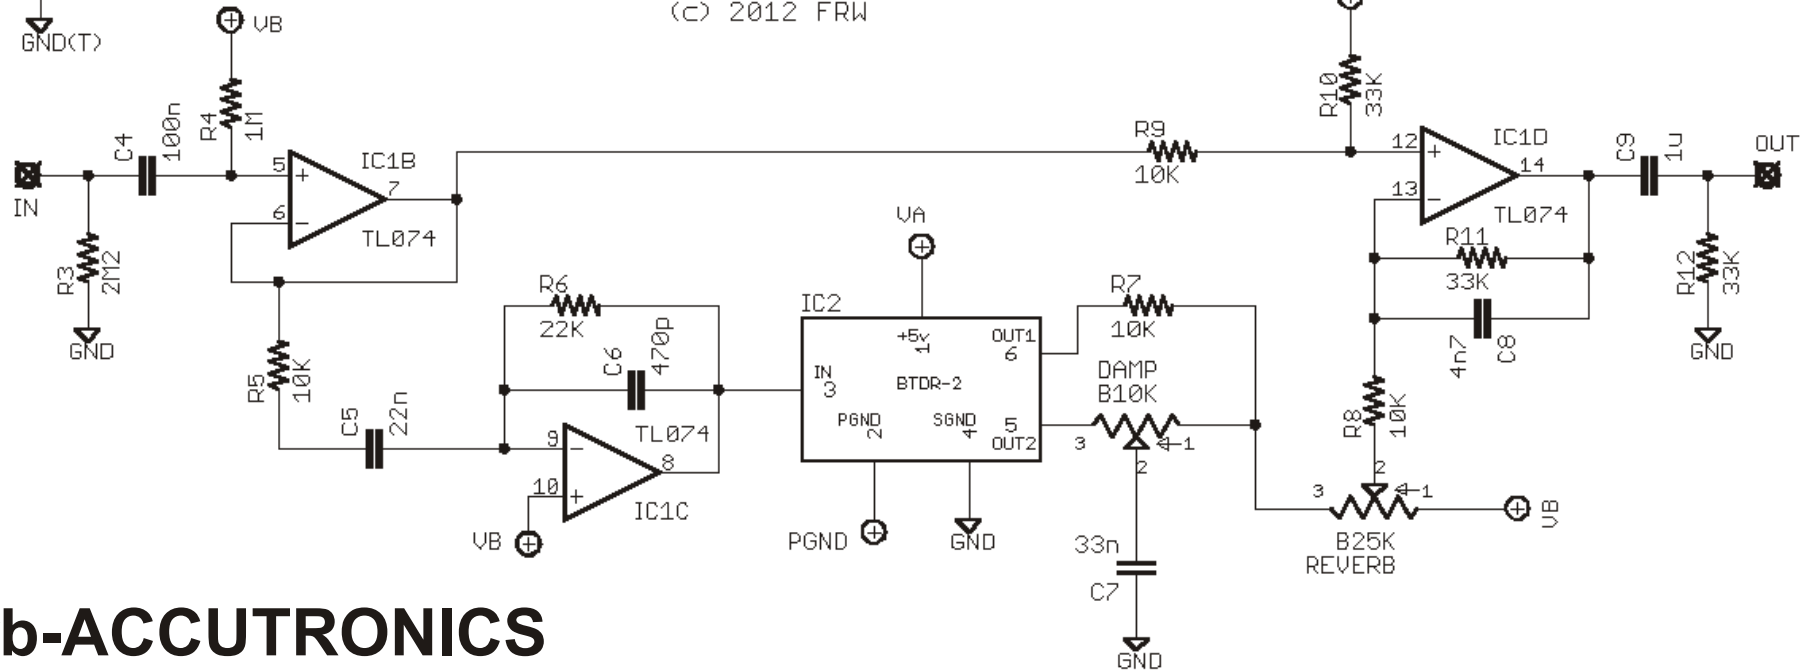 (c) 2012 FRW
GND(T)
VB
R4
1M
C4
100n
IN
R3
2M2
GND
5
6
7
+
−
IC1B
TL074
R5
10K
C5
22n
R6
22K
C6
470p
TL074
9
10
8
−
+
IC1C
VB
IC2
VA
+5v
1
IN
3
BTDR-2
PGND
2
SGND
4
OUT1
6
5
OUT2
PGND
GND
R7
10K
DAMP
B10K
3
1
2
33n
C7
GND
R9
10K
R10
33K
12
13
14
+
−
IC1D
TL074
R11
33K
4n7
C8
R8
10K
2
3
1
B25K
REVERB
VB
C9
1u
OUT
R12
33K
GND
b-ACCUTRONICS